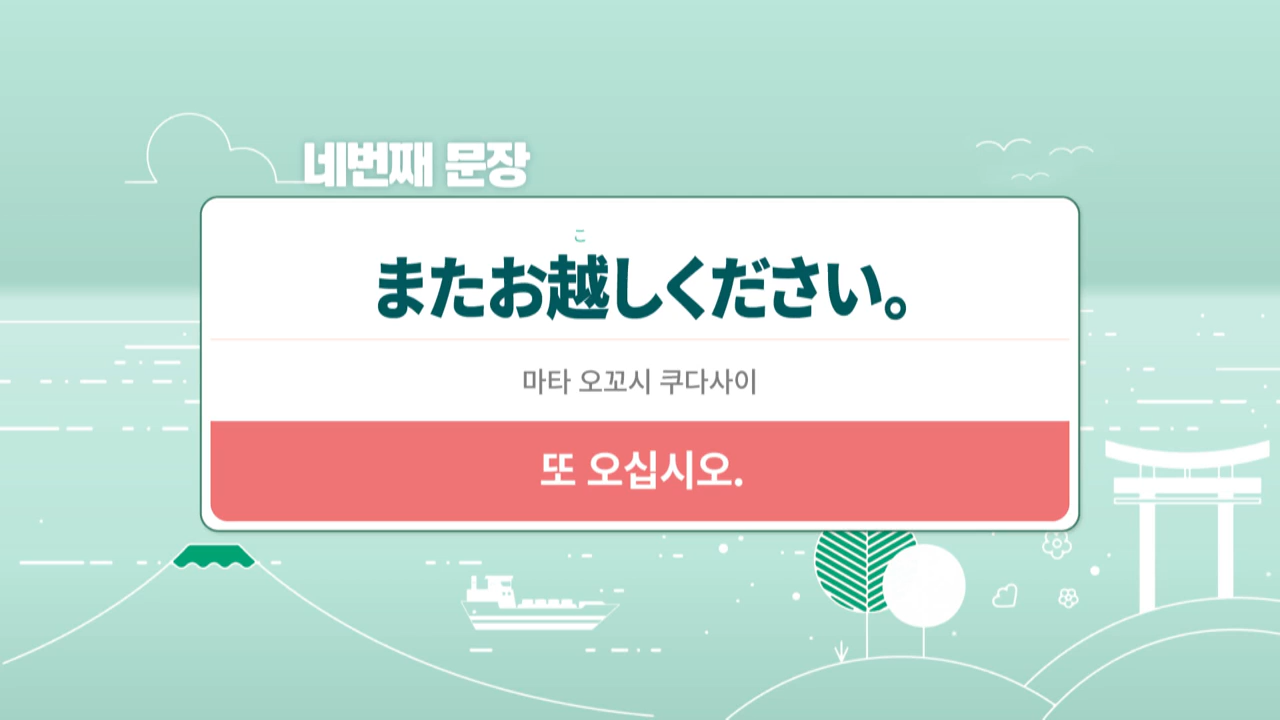 네번째 문장
こ
またお越しください。
마타 오꼬시 쿠다사이
또 오십시오.